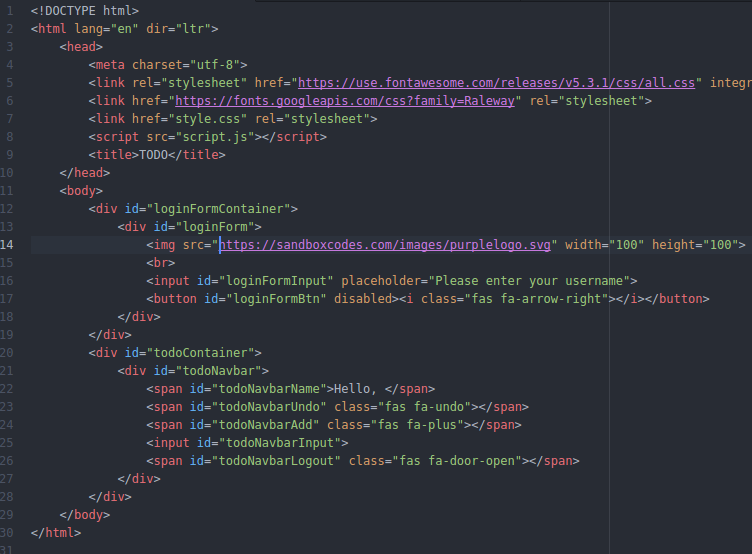 1 <!DOCTYPE html>
2 <html lang="en" dir="ltr">
3     <head>
4         <meta charset="utf-8">
5         <link rel="stylesheet" href="https://use.fontawesome.com/releases/v5.3.1/css/all.css" integr
6         <link href="https://fonts.googleapis.com/css?family=Raleway" rel="stylesheet">
7         <link href="style.css" rel="stylesheet">
8         <script src="script.js"></script>
9         <title>TODO</title>
10     </head>
11     <body>
12         <div id="loginFormContainer">
13             <div id="loginForm">
14                 <img src="https://sandboxcodes.com/images/purplelogo.svg" width="100" height="100">
15                 <br>
16                 <input id="loginFormInput" placeholder="Please enter your username">
17                 <button id="loginFormBtn" disabled><i class="fas fa-arrow-right"></i></button>
18             </div>
19         </div>
20         <div id="todoContainer">
21             <div id="todoNavbar">
22                 <span id="todoNavbarName">Hello, </span>
23                 <span id="todoNavbarUndo" class="fas fa-undo"></span>
24                 <span id="todoNavbarAdd" class="fas fa-plus"></span>
25                 <input id="todoNavbarInput">
26                 <span id="todoNavbarLogout" class="fas fa-door-open"></span>
27             </div>
28         </div>
29     </body>
30 </html>
31